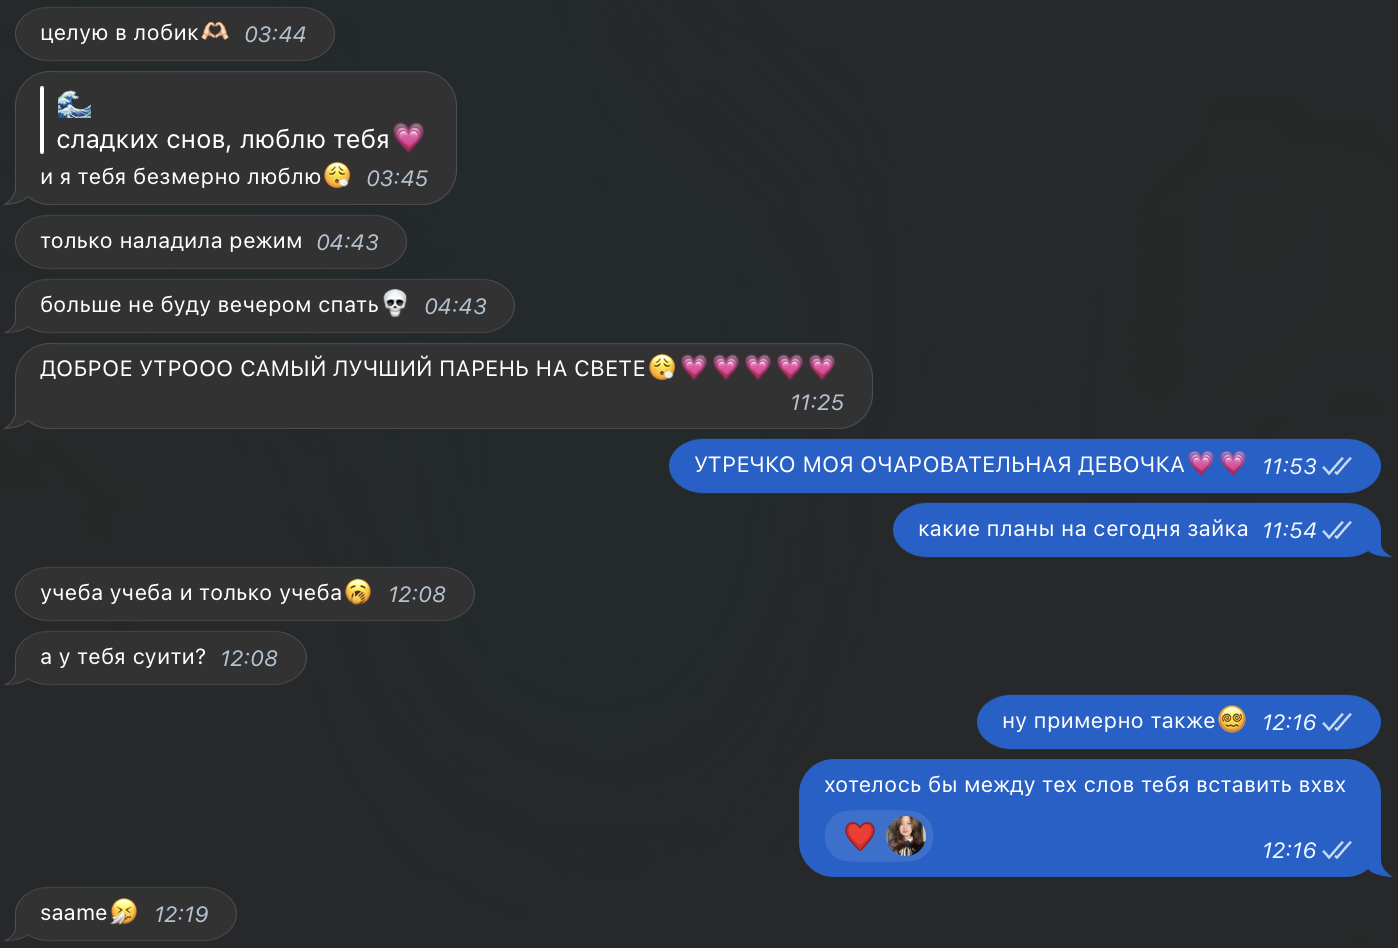 целую в лобик🫶🏻 03:44
🌊
сладких снов, люблю тебя💗
и я тебя безмерно люблю😮‍💨 03:45
только наладила режим 04:43
больше не буду вечером спать💀 04:43
ДОБРОЕ УТРООО САМЫЙ ЛУЧШИЙ ПАРЕНЬ НА СВЕТЕ😮‍💨💗💗💗💗💗
11:25
УТРЕЧКО МОЯ ОЧАРОВАТЕЛЬНАЯ ДЕВОЧКА💗💗 11:53
какие планы на сегодня зайка 11:54
учеба учеба и только учеба🥱 12:08
а у тебя суити? 12:08
ну примерно также😵‍💫 12:16
хотелось бы между тех слов тебя вставить вхвх
❤️ 12:16
saame🤧 12:19